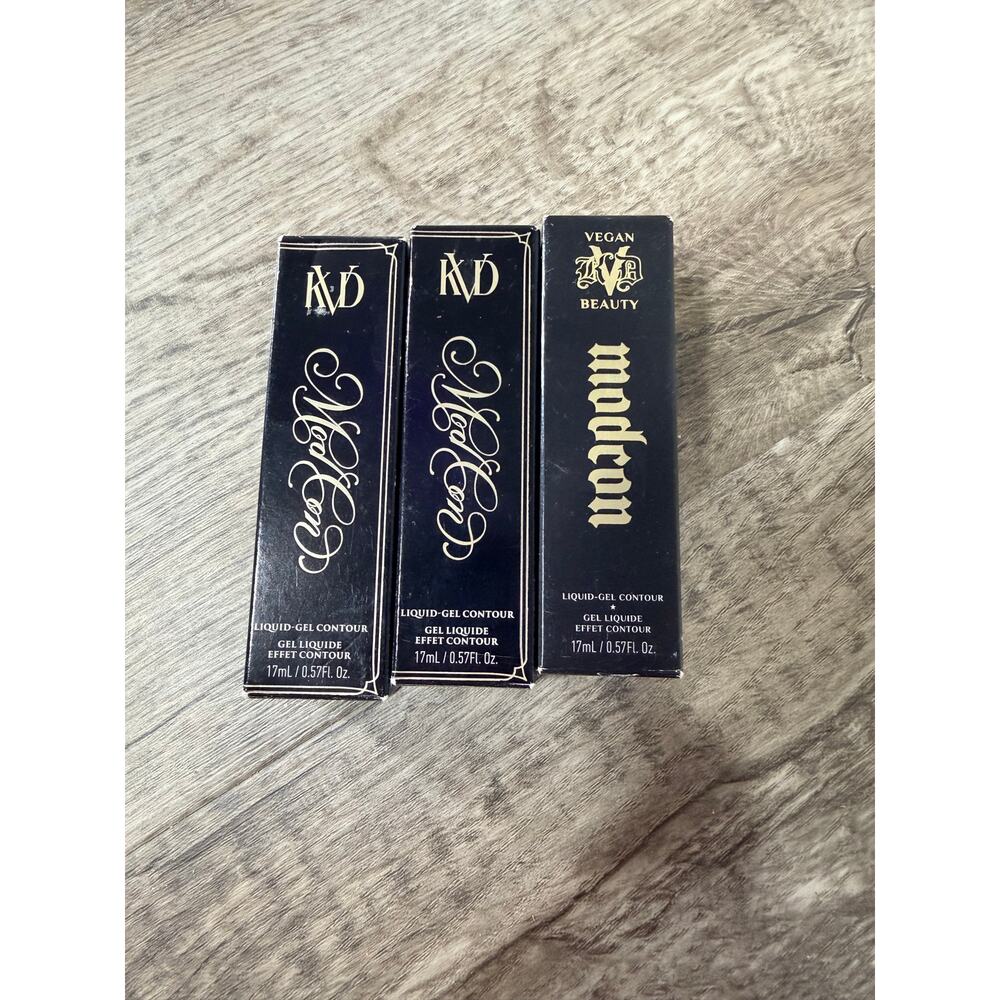 KVD
ModCon
LIQUID-GEL CONTOUR
GEL LIQUIDE
EFFET CONTOUR
17mL / 0.57Fl. Oz.
KVD
ModCon
LIQUID-GEL CONTOUR
GEL LIQUIDE
EFFET CONTOUR
17mL / 0.57Fl. Oz.
VEGAN
KVD
BEAUTY
modcon
LIQUID-GEL CONTOUR
GEL LIQUIDE
EFFET CONTOUR
17mL / 0.57Fl. Oz.